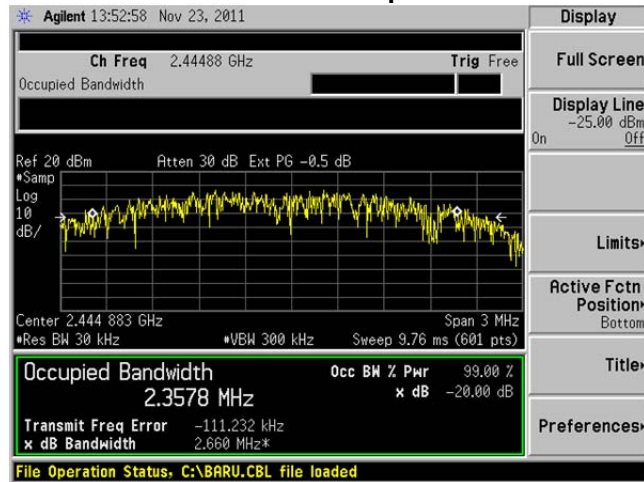 Agilent 13:52:58 Nov 23, 2011
Display
Ch Freq 2.44488 GHz Trig Free
Occupied Bandwidth
Full Screen
Display Line
-25.00 dBm
On Off
Ref 20 dBm Atten 30 dB Ext PG -0.5 dB
#Samp
Log
10
dB/
Limits
Active Fctn
Position
Bottom
Center 2.444 883 GHz Span 3 MHz
#Res BW 30 kHz #VBW 300 kHz Sweep 9.76 ms (601 pts)
Occupied Bandwidth Occ BW % Pwr 99.00 %
2.3578 MHz x dB -20.00 dB
Title
Transmit Freq Error -111.232 kHz
x dB Bandwidth 2.660 MHz*
Preferences
File Operation Status, C:\BARU.CBL file loaded